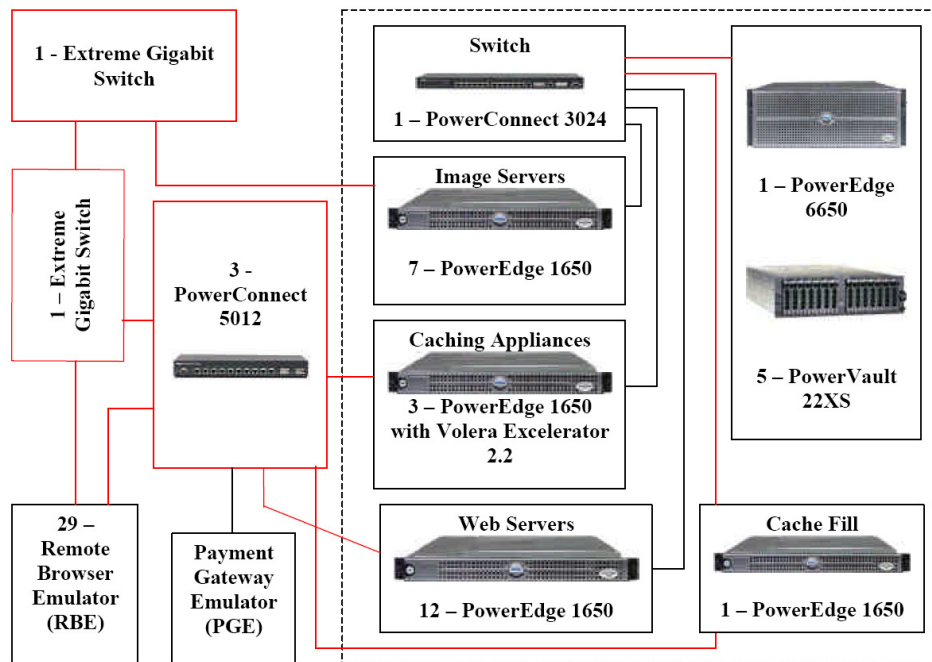 1 - Extreme Gigabit
Switch
Switch
1 – PowerConnect 3024
1 – PowerEdge
6650
5 – PowerVault
22XS
Image Servers
7 – PowerEdge 1650
1 – Extreme
Gigabit Switch
3 -
PowerConnect
5012
Caching Appliances
3 – PowerEdge 1650
with Volera Excelerator
2.2
29 –
Remote
Browser
Emulator
(RBE)
Payment
Gateway
Emulator
(PGE)
Web Servers
12 – PowerEdge 1650
Cache Fill
1 – PowerEdge 1650